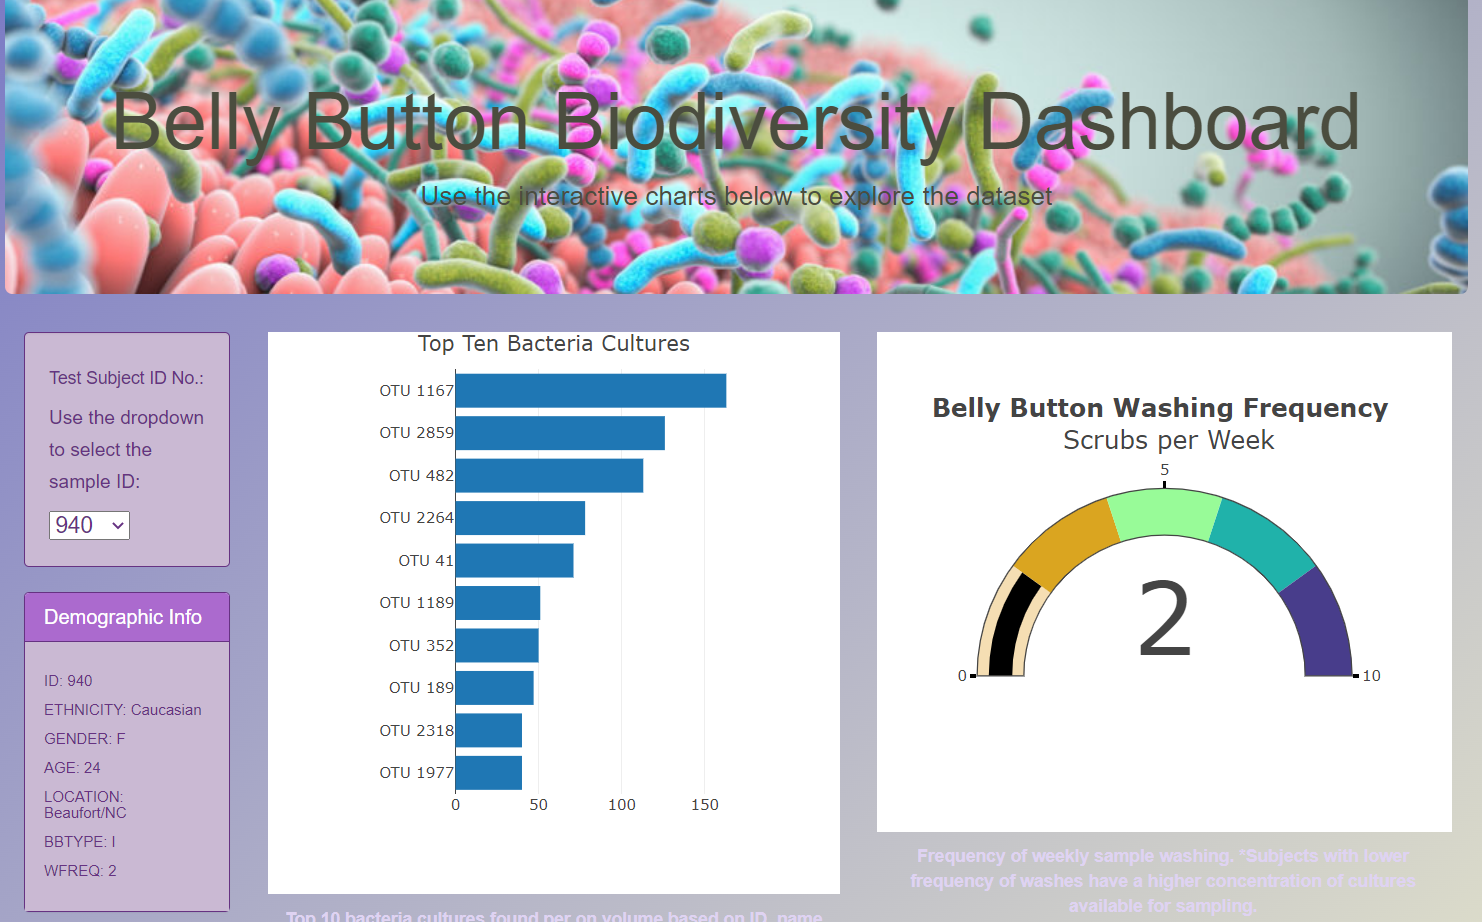 Belly Button Biodiversity Dashboard
Use the interactive charts below to explore the dataset
Test Subject ID No.:
Use the dropdown
to select the
sample ID:
940
Demographic Info
ID: 940
ETHNICITY: Caucasian
GENDER: F
AGE: 24
LOCATION:
Beaufort/NC
BBTYPE: I
WFREQ: 2
Top Ten Bacteria Cultures
OTU 1167
OTU 2859
OTU 482
OTU 2264
OTU 41
OTU 1189
OTU 352
OTU 189
OTU 2318
OTU 1977
0 50 100 150
Top 10 bacteria cultures found per on volume based on ID, name
Belly Button Washing Frequency
Scrubs per Week
5
2
0 10
Frequency of weekly sample washing. *Subjects with lower
frequency of washes have a higher concentration of cultures
available for sampling.